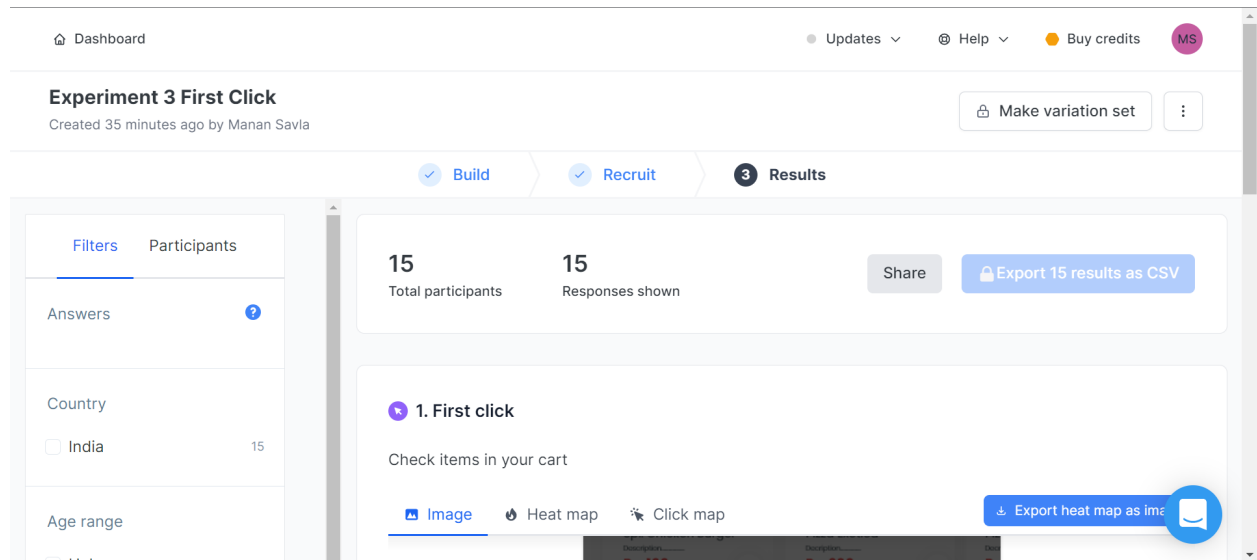 Dashboard
Updates
Help
Buy credits
MS
Experiment 3 First Click
Created 35 minutes ago by Manan Savla
Make variation set
Build
Recruit
3 Results
Filters
Participants
Answers
?
Country
India
15
Age range
15
Total participants
15
Responses shown
Share
Export 15 results as CSV
1. First click
Check items in your cart
Image
Heat map
Click map
Export heat map as ima